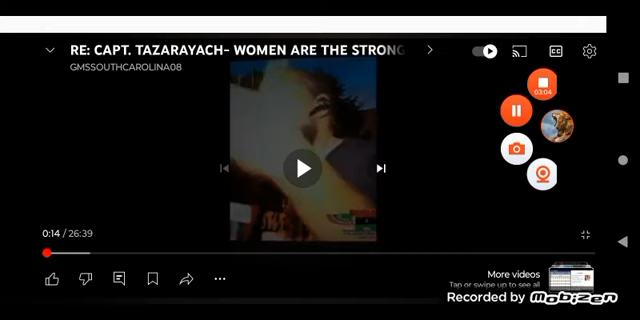 RE: CAPT. TAZARAYACH- WOMEN ARE THE STRONG
GMSSOUTHCAROLINA08
CC
03:04
0:14 / 26:39
More videos
Tap or swipe up to see all
Recorded by mobizen